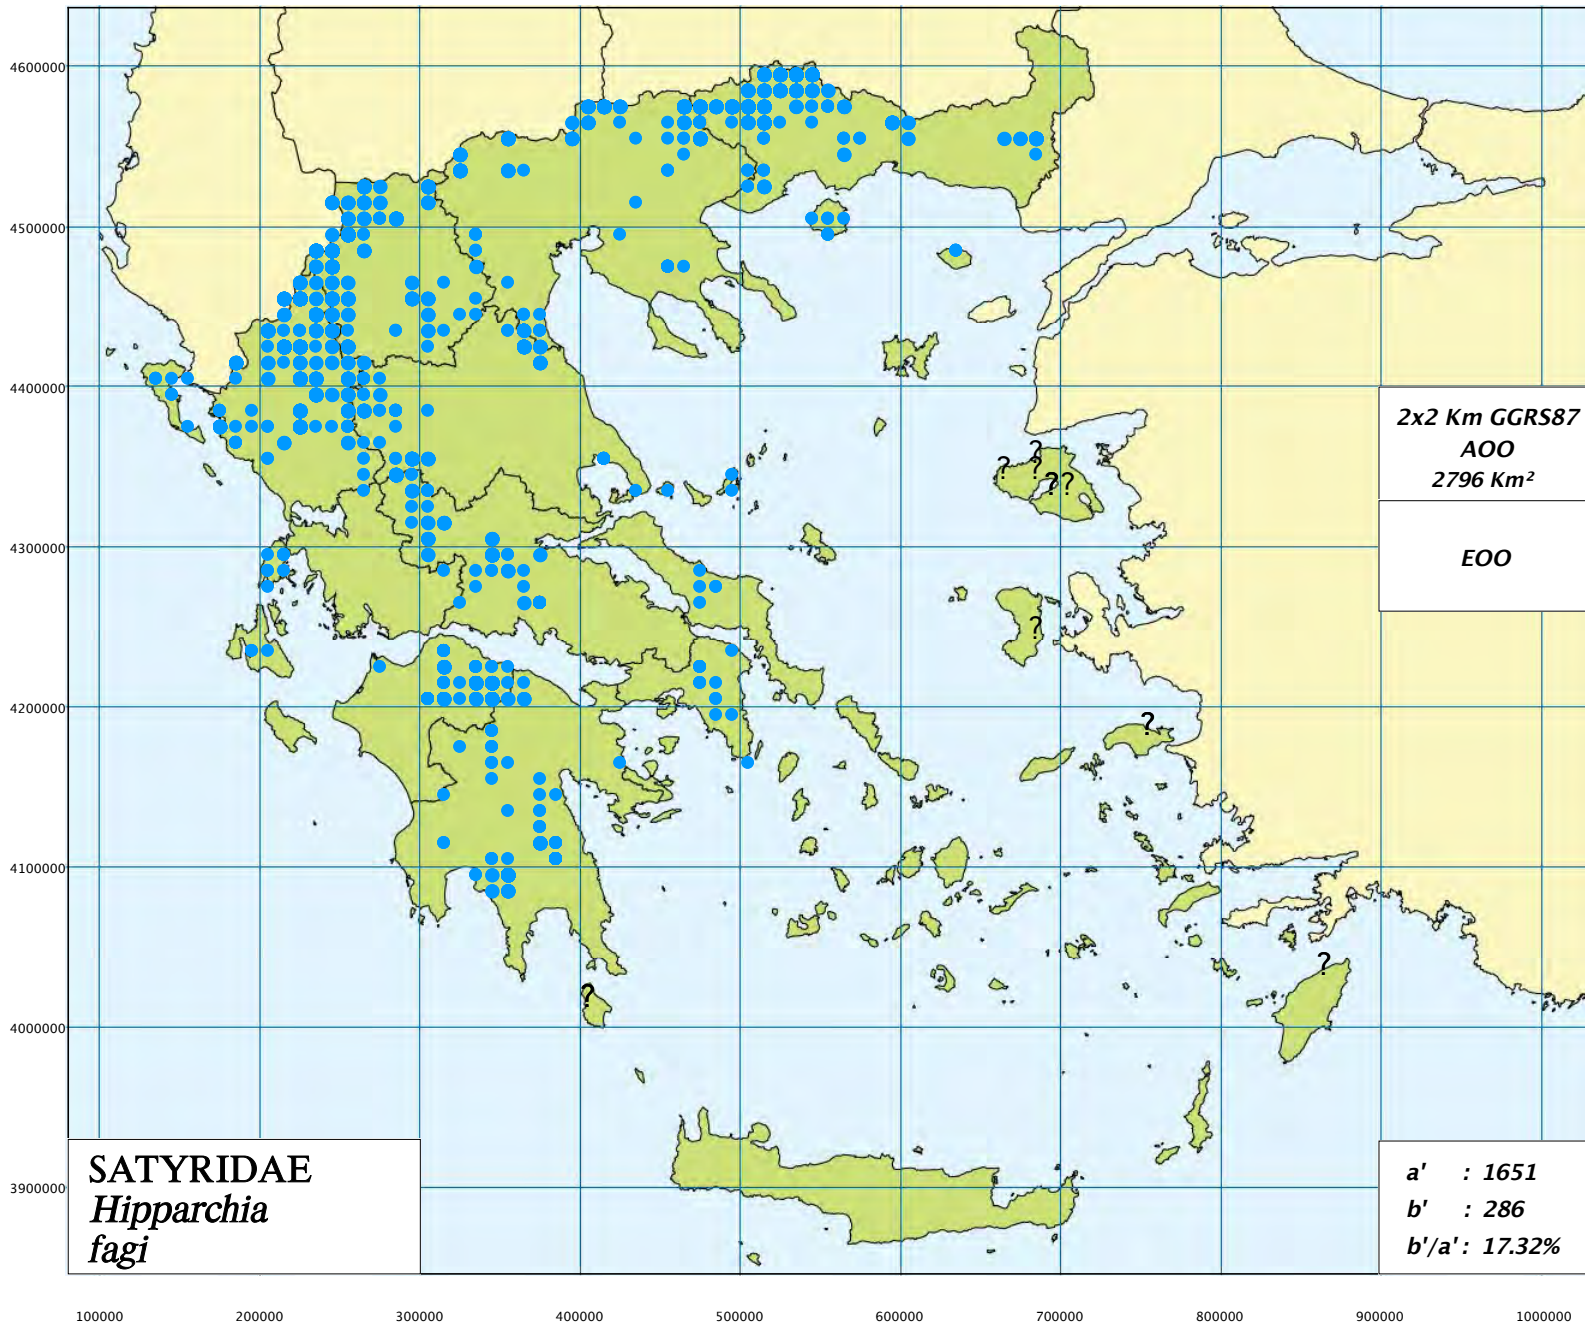 4600000
4500000
4400000
4300000
4200000
4100000
4000000
3900000
2x2 Km GGRS87
AOO
2796 Km²
EOO
?
?
?
?
?
?
?
?
?
?
SATYRIDAE
Hipparchia
fagi
a' : 1651
b' : 286
b'/a' : 17.32%
100000 200000 300000 400000 500000 600000 700000 800000 900000 1000000